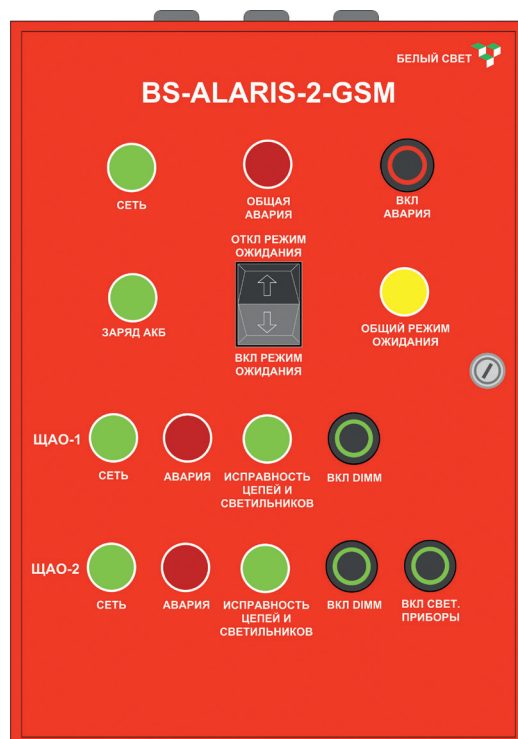 БЕЛЫЙ СВЕТ
BS-ALARIS-2-GSM
СЕТЬ
ОБЩАЯ
АВАРИЯ
ВКЛ
АВАРИЯ
ОТКЛ РЕЖИМ
ОЖИДАНИЯ
ЗАРЯД АКБ
ВКЛ РЕЖИМ
ОЖИДАНИЯ
ОБЩИЙ РЕЖИМ
ОЖИДАНИЯ
ЩАО-1
СЕТЬ
АВАРИЯ
ИСПРАВНОСТЬ
ЦЕПЕЙ И
СВЕТИЛЬНИКОВ
ВКЛ DIMM
ЩАО-2
СЕТЬ
АВАРИЯ
ИСПРАВНОСТЬ
ЦЕПЕЙ И
СВЕТИЛЬНИКОВ
ВКЛ DIMM
ВКЛ СВЕТ.
ПРИБОРЫ